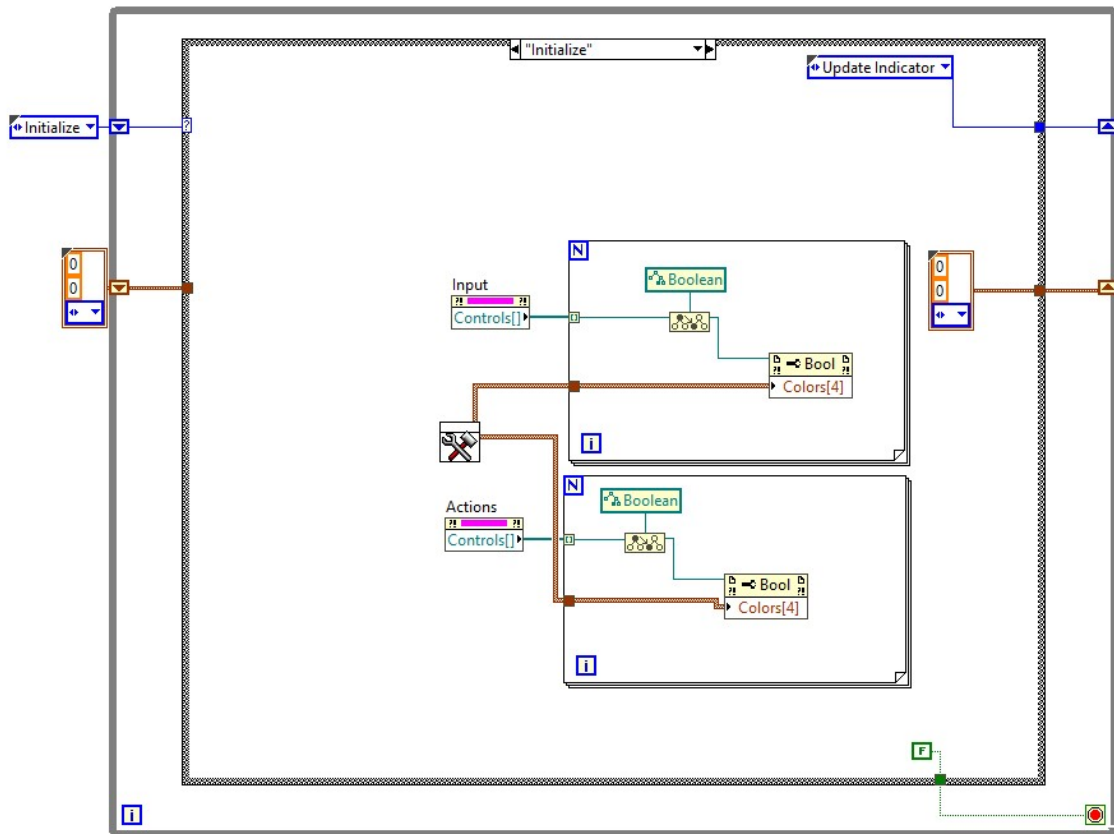 "Initialize"
Update Indicator
Initialize
?
0
0
0
0
N
Boolean
Input
Controls[]
Bool
Colors[4]
i
N
Boolean
Actions
Controls[]
Bool
Colors[4]
i
F
i